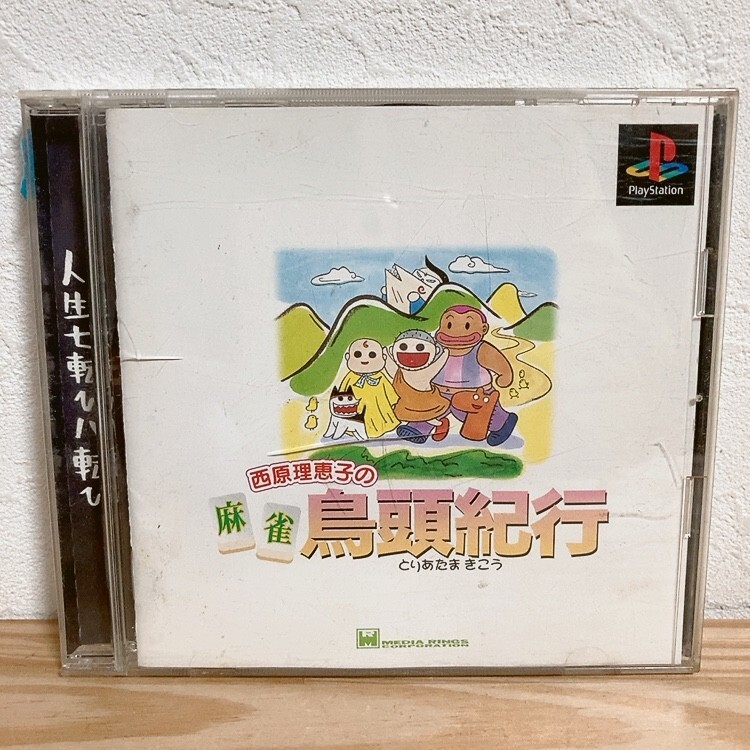 PlayStation
人生七転び八転び
西原理恵子の
麻雀 鳥頭紀行
とりあたま きこう
MEDIA RINGS
CORPORATION